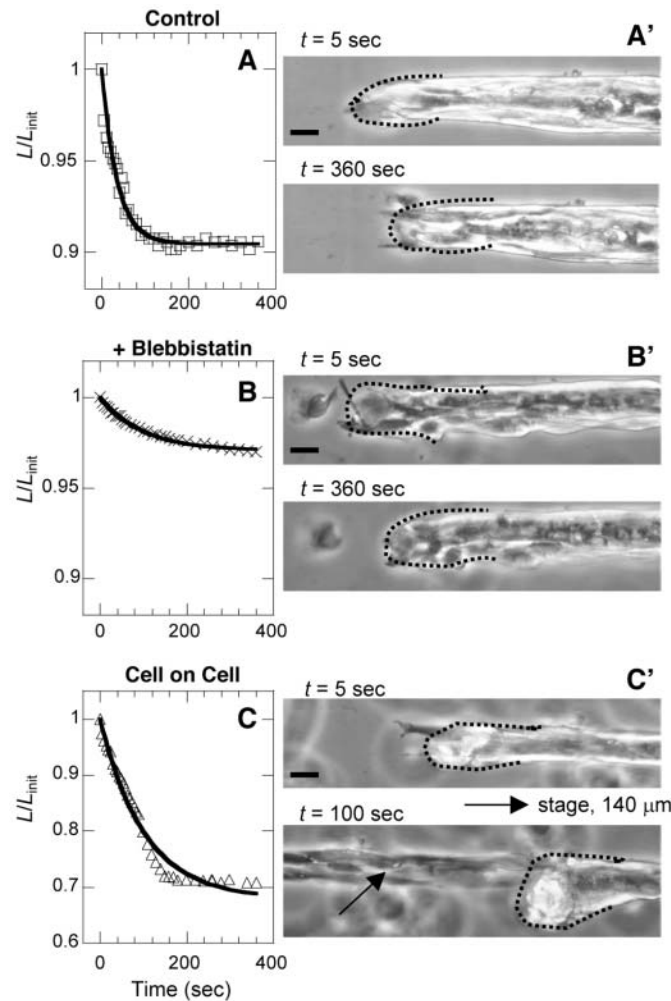 Control
A
A’
t = 5 sec
t = 360 sec
L/Linit
1
0.95
0.9
0
200
400
+ Blebbistatin
B
B’
t = 5 sec
t = 360 sec
L/Linit
1
0.95
0.9
0
200
400
Cell on Cell
C
C’
t = 5 sec
stage, 140 μm
t = 100 sec
L/Linit
1
0.9
0.8
0.7
0.6
0
200
400
Time (sec)